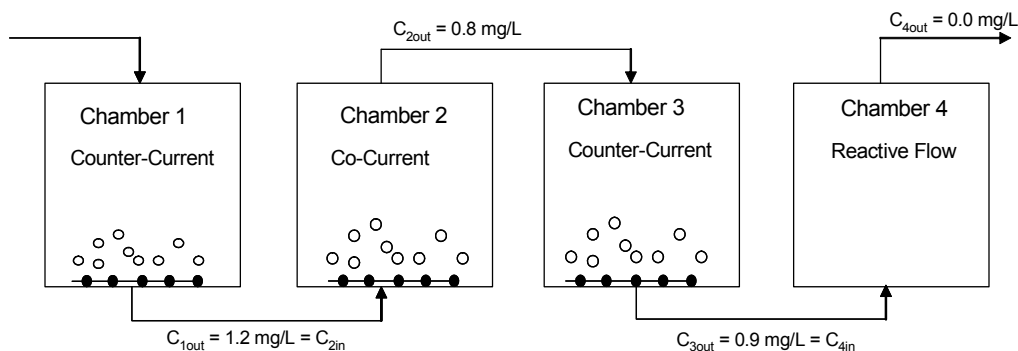 C2out = 0.8 mg/L
C4out = 0.0 mg/L
Chamber 1
Counter-Current
Chamber 2
Co-Current
Chamber 3
Counter-Current
Chamber 4
Reactive Flow
C1out = 1.2 mg/L = C2in
C3out = 0.9 mg/L = C4in